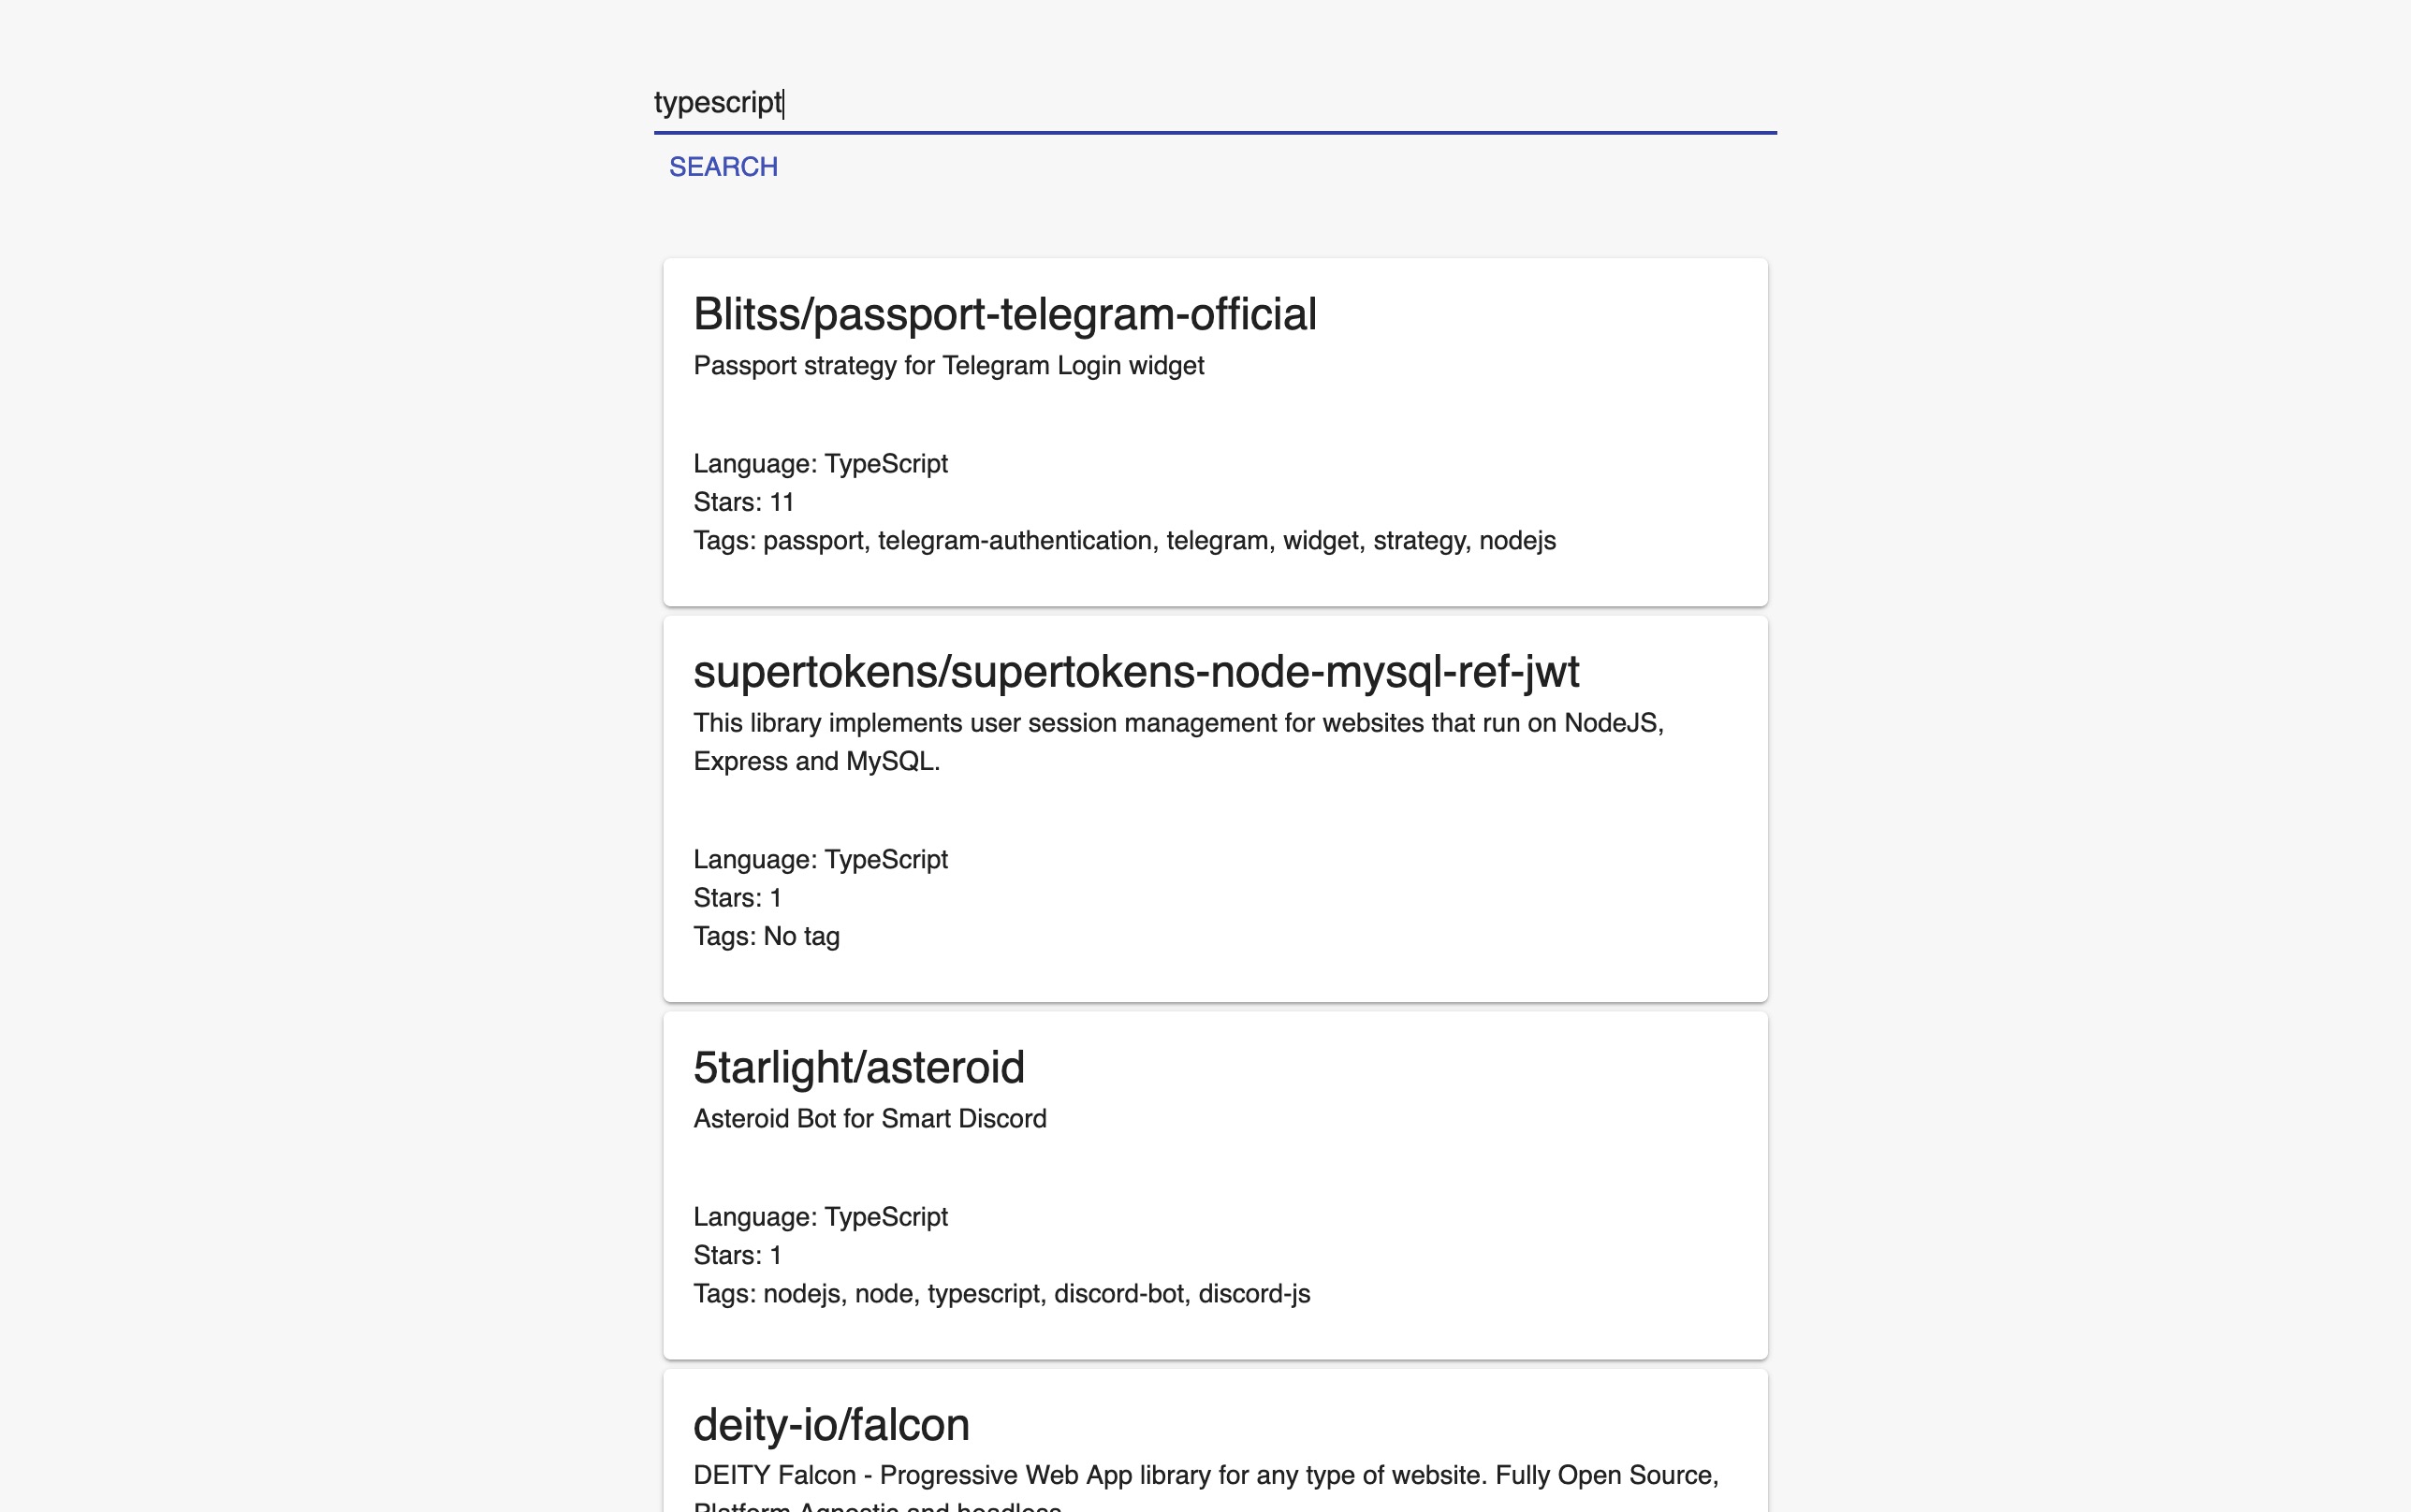 typescript
SEARCH
Blitss/passport-telegram-official
Passport strategy for Telegram Login widget
Language: TypeScript
Stars: 11
Tags: passport, telegram-authentication, telegram, widget, strategy, nodejs
supertokens/supertokens-node-mysql-ref-jwt
This library implements user session management for websites that run on NodeJS,
Express and MySQL.
Language: TypeScript
Stars: 1
Tags: No tag
5tarlight/asteroid
Asteroid Bot for Smart Discord
Language: TypeScript
Stars: 1
Tags: nodejs, node, typescript, discord-bot, discord-js
deity-io/falcon
DEITY Falcon - Progressive Web App library for any type of website. Fully Open Source,
Platform Agnostic and headless